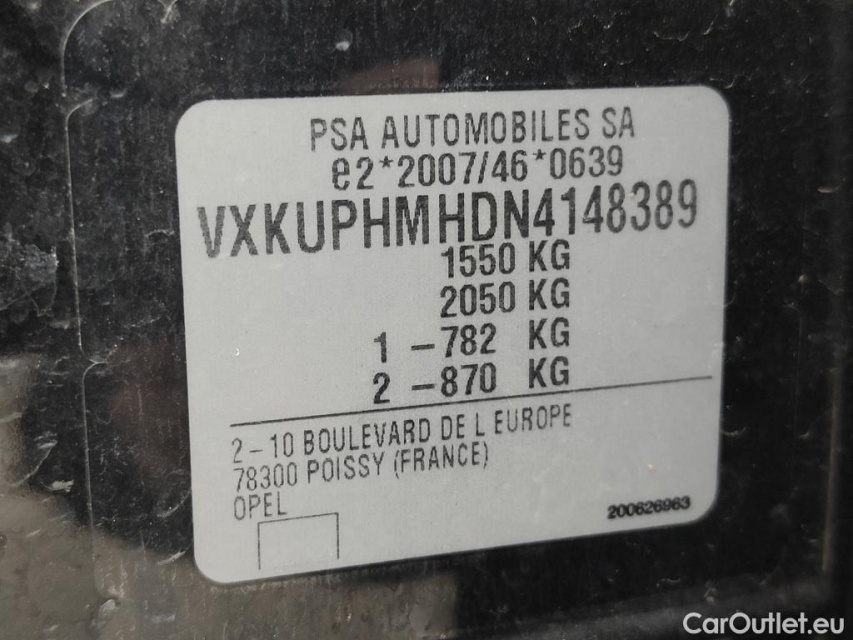 PSA AUTOMOBILES SA
e2*2007/46*0639
VXKUPHMHDN4148389
1550 KG
2050 KG
1 -782 KG
2 -870 KG
2-10 BOULEVARD DE L EUROPE
78300 POISSY (FRANCE)
OPEL
200626963
CarOutlet.eu